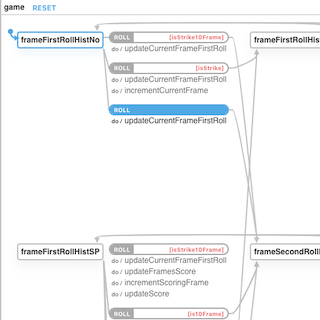 game RESET
frameFirstRollHistNo
ROLL [isStrike10Frame]
do / updateCurrentFrameFirstRoll
ROLL [isStrike]
do / updateCurrentFrameFirstRoll
do / incrementCurrentFrame
ROLL
do / updateCurrentFrameFirstRoll
frameFirstRollHis
frameFirstRollHistSP
ROLL [isStrike10Frame]
do / updateCurrentFrameFirstRoll
do / updateFramesScore
do / incrementScoringFrame
do / updateScore
ROLL [is10Frame]
frameSecondRoll